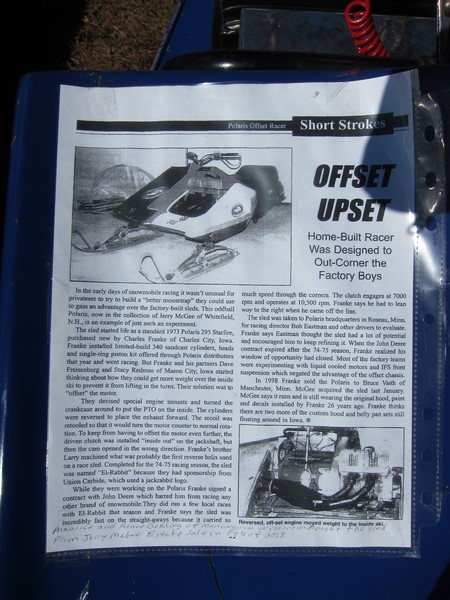 Polaris Offset Racer
Short Strokes
OFFSET
UPSET
Home-Built Racer
Was Designed to
Out-Corner the
Factory Boys
In the early days of snowmobile racing it wasn't unusual for
privateers to try to build a "better mousetrap" they could use
to gain an advantage over the factory-built sleds. This oddball
Polaris, now in the collection of Jerry McGee of Whitefield,
N.H., is an example of just such an experiment.
The sled started life as a standard 1973 Polaris 295 Starfire,
purchased new by Charles Franke of Charles City, Iowa.
Franke installed limited-build 340 sandcast cylinders, heads
and single-ring piston kit offered through Polaris distributors
that year and went racing. But Franke and his partners Dave
Freisenburg and Stacy Redman of Mason City, Iowa started
thinking about how they could get more weight over the inside
ski to prevent it from lifting in the turns. Their solution was to
"offset" the motor.
They devised special engine mounts and turned the
crankcase around to put the PTO on the inside. The cylinders
were reversed to place the exhaust forward. The recoil was
retooled so that it would turn the motor counter to normal rota-
tion. To keep from having to offset the motor even further, the
driven clutch was installed "inside out" on the jackshaft, but
then the cam opened in the wrong direction. Franke's brother
Larry machined what was probably the first reverse helix used
on a race sled. Completed for the 74-75 racing season, the sled
was named "El-Rabbit" because they had sponsorship from
Union Carbide, which used a jackrabbit logo.
While they were working on the Polaris Franke signed a
contract with John Deere which barred him from racing any
other brand of snowmobile. They did run a few local races
with El-Rabbit that season and Franke says the sled was
incredibly fast on the straight-aways because it carried so
much speed through the corners. The clutch engages at 7000
rpm and operates at 10,500 rpm. Franke says he had to lean
way to the right when he came off the line.
The sled was taken to Polaris headquarters in Roseau, Minn.
for racing director Bob Eastman and other drivers to evaluate.
Franke says Eastman thought the sled had a lot of potential
and encouraged him to keep refining it. When the John Deere
contract expired after the 74-75 season, Franke realized his
window of opportunity had closed. Most of the factory teams
were experimenting with liquid cooled motors and IFS front
suspension which negated the advantage of the offset chassis.
In 1998 Franke sold the Polaris to Bruce Vaith of
Manchester, Minn. McGee acquired the sled last January.
McGee says it runs and is still wearing the original hood, paint
and decals installed by Franke 26 years ago. Franke thinks
there are two more of the custom hood and belly pan sets still
floating around in Iowa.
Reversed, off-set engine moved weight to the inside ski.
From Jerry McGee Estate Sale in 2015